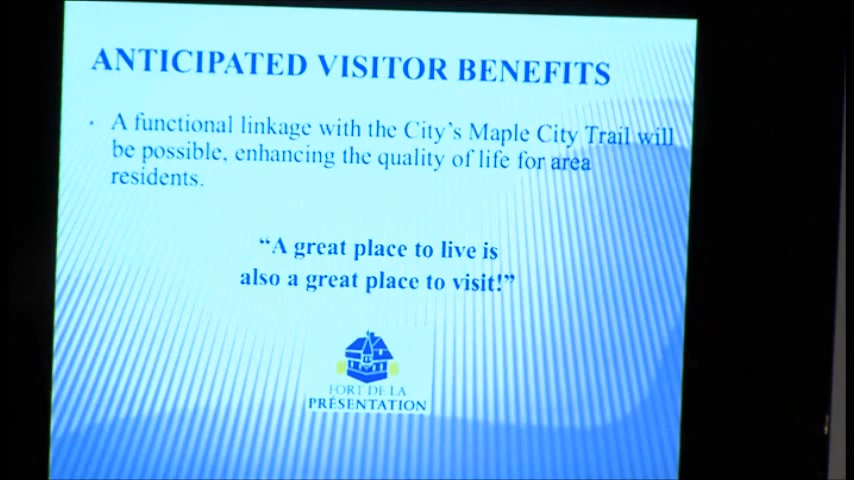 ANTICIPATED VISITOR BENEFITS
• A functional linkage with the City's Maple City Trail will
be possible, enhancing the quality of life for area
residents.
“A great place to live is
also a great place to visit!”
FORT DE LA
PRÉSENTATION